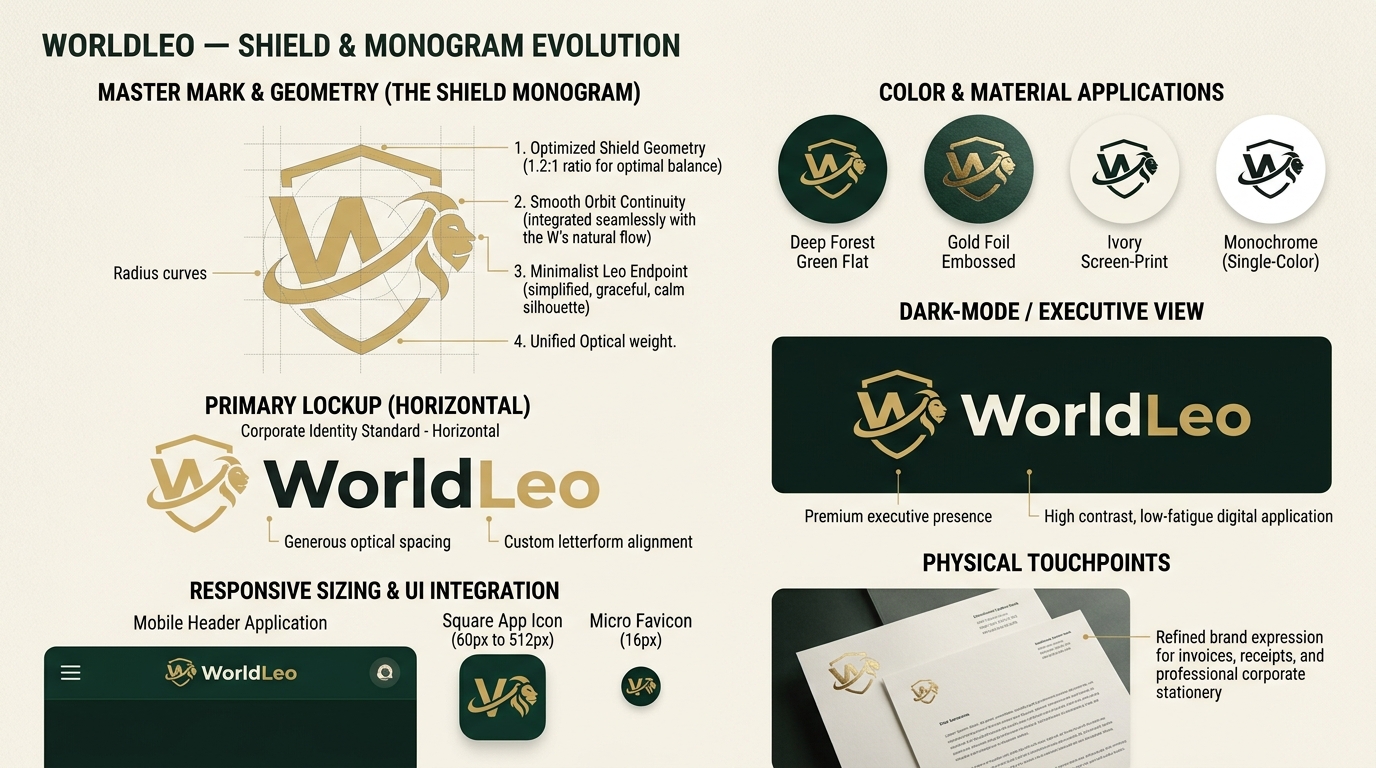 WORLDLEO — SHIELD & MONOGRAM EVOLUTION
MASTER MARK & GEOMETRY (THE SHIELD MONOGRAM)
1. Optimized Shield Geometry
(1.2:1 ratio for optimal balance)
2. Smooth Orbit Continuity
(integrated seamlessly with
the W's natural flow)
3. Minimalist Leo Endpoint
(simplified, graceful, calm
silhouette)
4. Unified Optical weight.
Radius curves
W
PRIMARY LOCKUP (HORIZONTAL)
Corporate Identity Standard - Horizontal
W WorldLeo
Generous optical spacing
Custom letterform alignment
RESPONSIVE SIZING & UI INTEGRATION
Mobile Header Application
W WorldLeo
Square App Icon
(60px to 512px)
Micro Favicon
(16px)
COLOR & MATERIAL APPLICATIONS
W
W
W
W
Deep Forest
Green Flat
Gold Foil
Embossed
Ivory
Screen-Print
Monochrome
(Single-Color)
DARK-MODE / EXECUTIVE VIEW
W WorldLeo
Premium executive presence
High contrast, low-fatigue digital application
PHYSICAL TOUCHPOINTS
W
W
Refined brand expression
for invoices, receipts, and
professional corporate
stationery